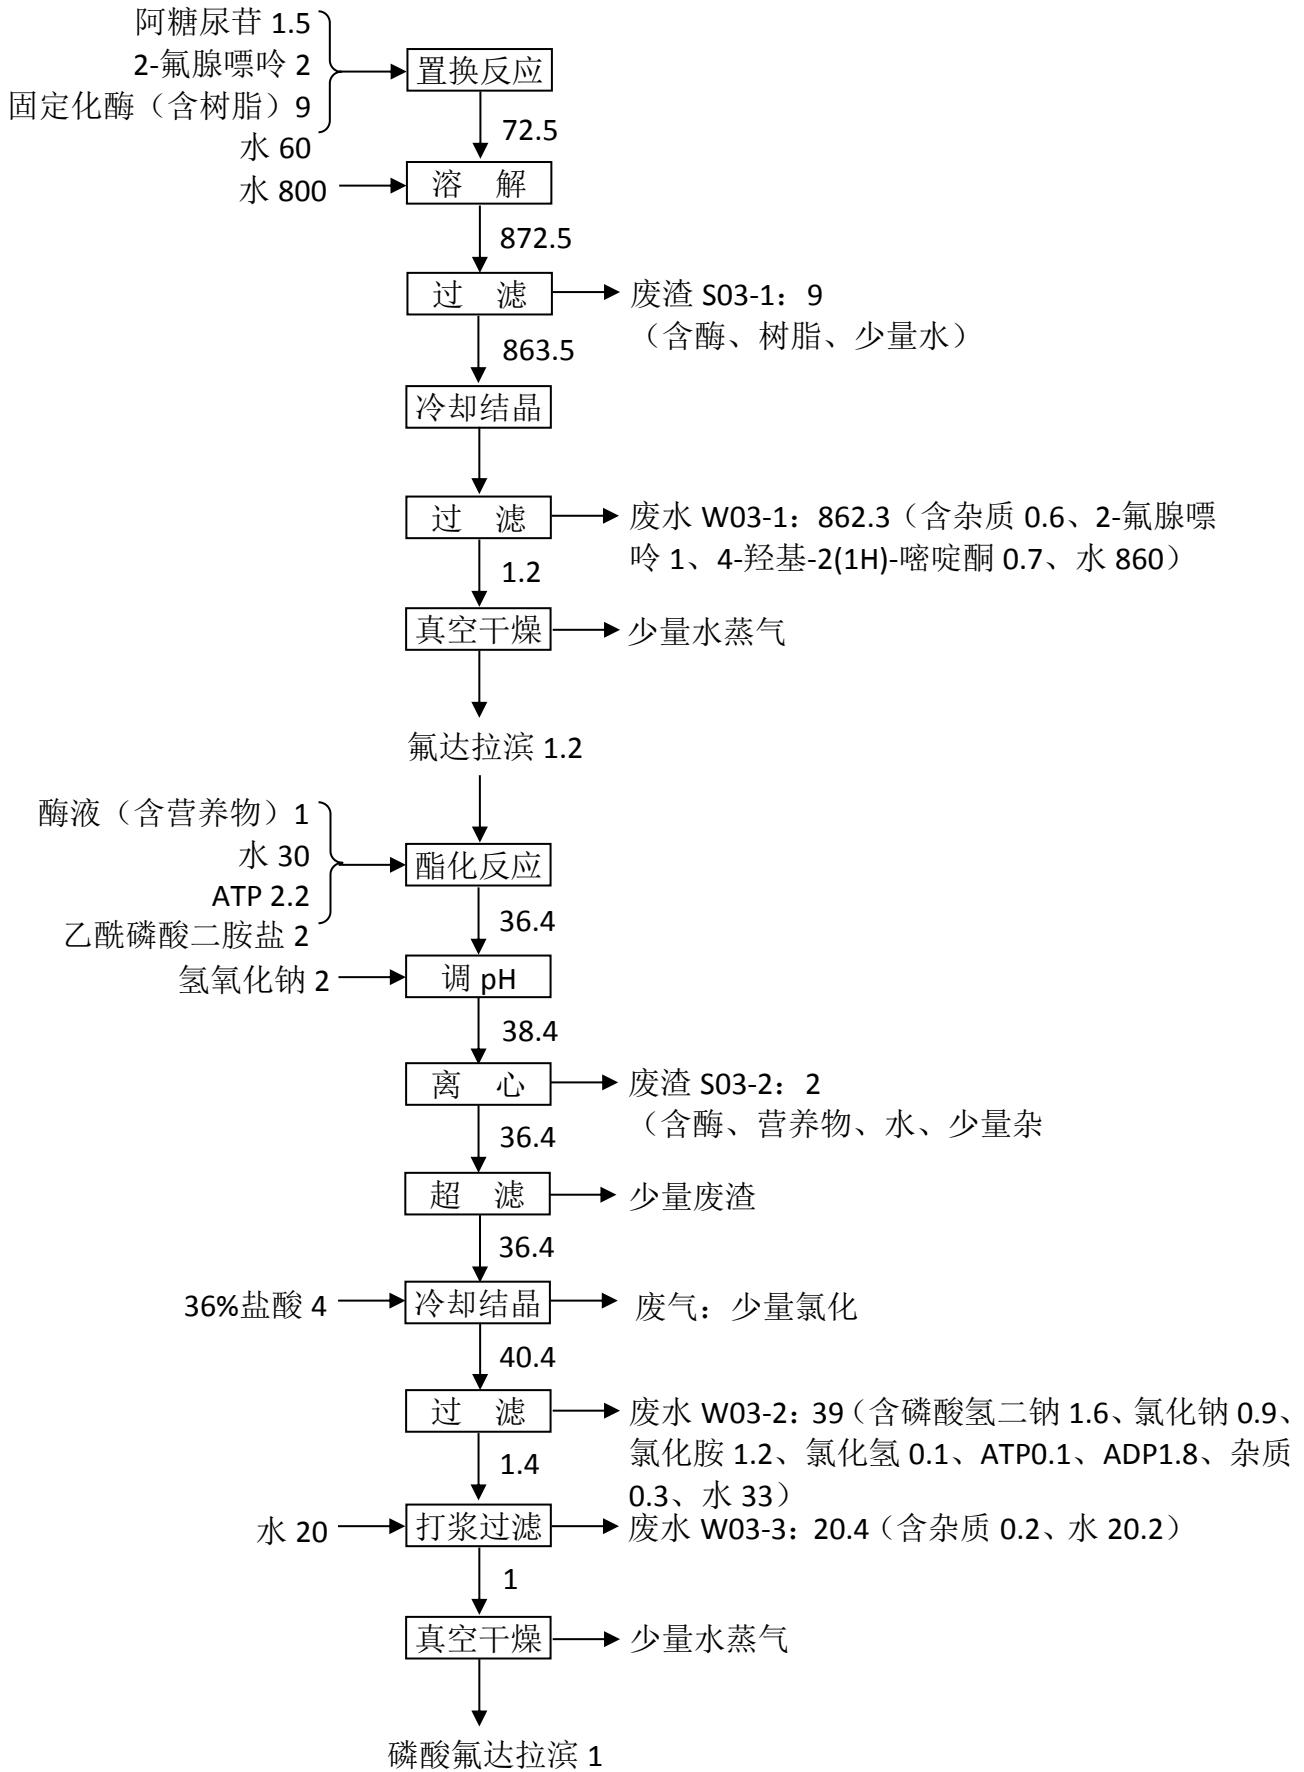 阿糖尿苷 1.5
2-氟腺嘌呤 2
固定化酶（含树脂）9
水 60
置换反应
72.5
水 800
溶 解
872.5
过 滤
废渣 S03-1：9
（含酶、树脂、少量水）
863.5
冷却结晶
过 滤
废水 W03-1：862.3（含杂质 0.6、2-氟腺嘌
呤 1、4-羟基-2(1H)-嘧啶酮 0.7、水 860）
1.2
真空干燥
少量水蒸气
氟达拉滨 1.2
酶液（含营养物）1
水 30
ATP 2.2
乙酰磷酸二胺盐 2
酯化反应
36.4
氢氧化钠 2
调 pH
38.4
离 心
废渣 S03-2：2
（含酶、营养物、水、少量杂
36.4
超 滤
少量废渣
36.4
36%盐酸 4
冷却结晶
废气：少量氯化
40.4
过 滤
废水 W03-2：39（含磷酸氢二钠 1.6、氯化钠 0.9、
氯化胺 1.2、氯化氢 0.1、ATP0.1、ADP1.8、杂质
0.3、水 33）
1.4
水 20
打浆过滤
废水 W03-3：20.4（含杂质 0.2、水 20.2）
1
真空干燥
少量水蒸气
磷酸氟达拉滨 1